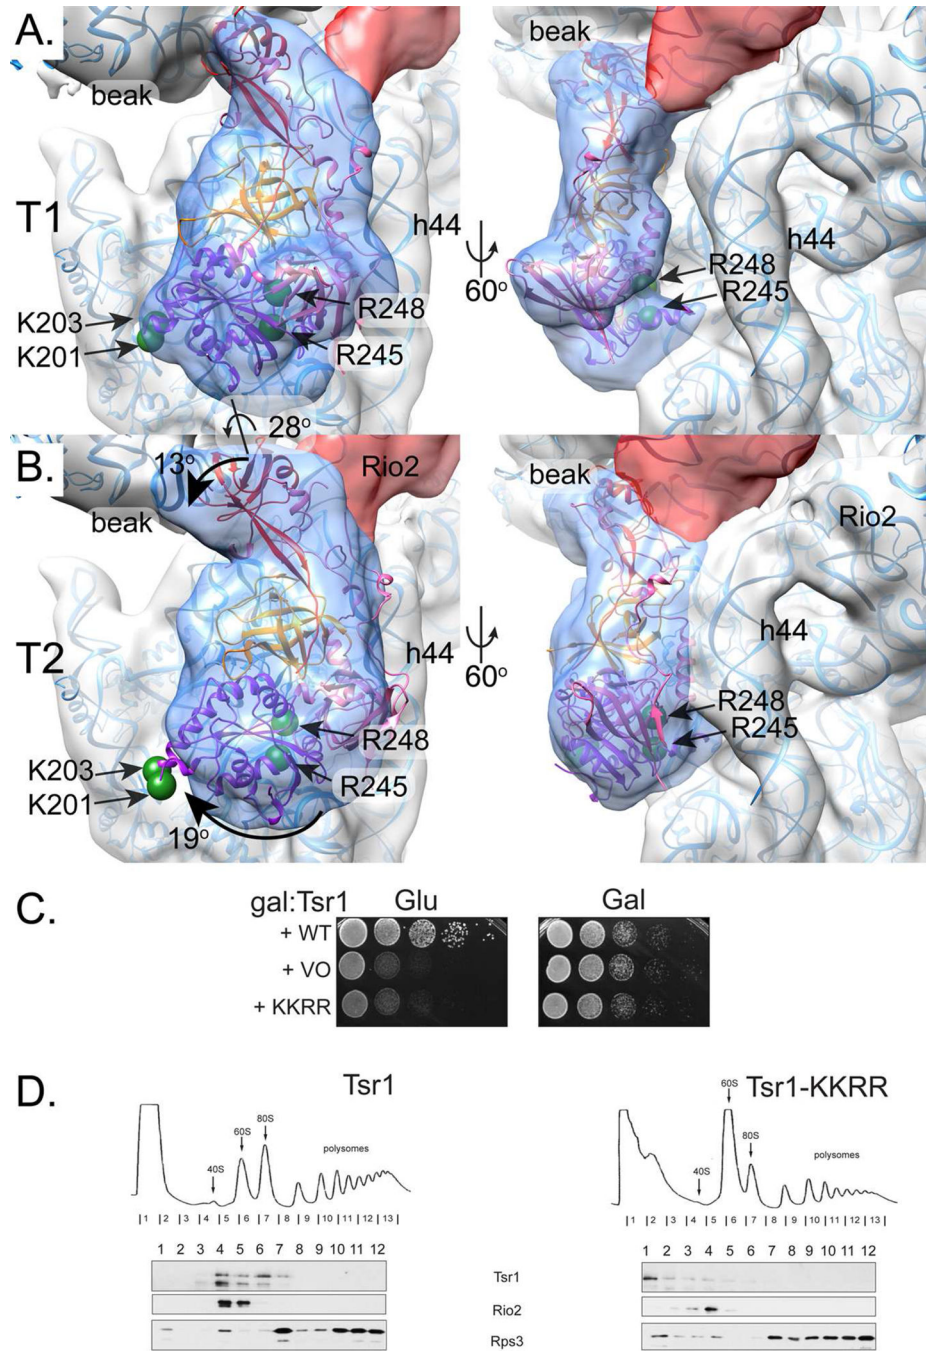 A.
beak
beak
T1
h44
h44
R248
R245
60°
K203
K201
R248
R245
28°
B.
13°
Rio2
beak
beak
Rio2
T2
h44
h44
60°
R248
R245
K203
K201
R248
R245
19°
C.
gal:Tsr1 Glu Gal
+ WT
+ VO
+ KKRR
D.
Tsr1 Tsr1-KKRR
60S
80S
60S
80S
polysomes polysomes
40S 40S
| 1 | 2 | 3 | 4 | 5 | 6 | 7 | 8 | 9 | 10 | 11 | 12 | 13 |
| 1 | 2 | 3 | 4 | 5 | 6 | 7 | 8 | 9 | 10 | 11 | 12 | 13 |
1 2 3 4 5 6 7 8 9 10 11 12
1 2 3 4 5 6 7 8 9 10 11 12
Tsr1
Rio2
Rps3